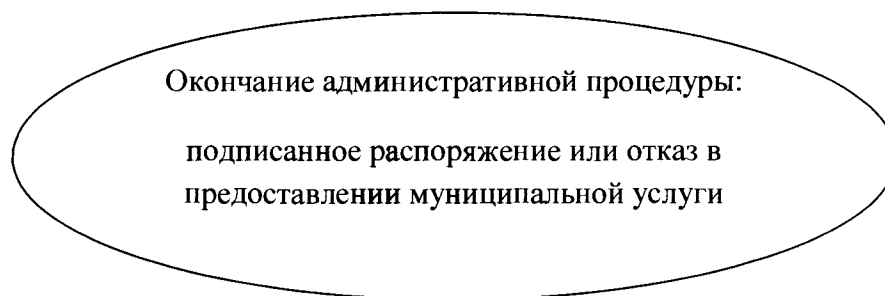 Окончание административной процедуры:
подписанное распоряжение или отказ в
предоставлении муниципальной услуги